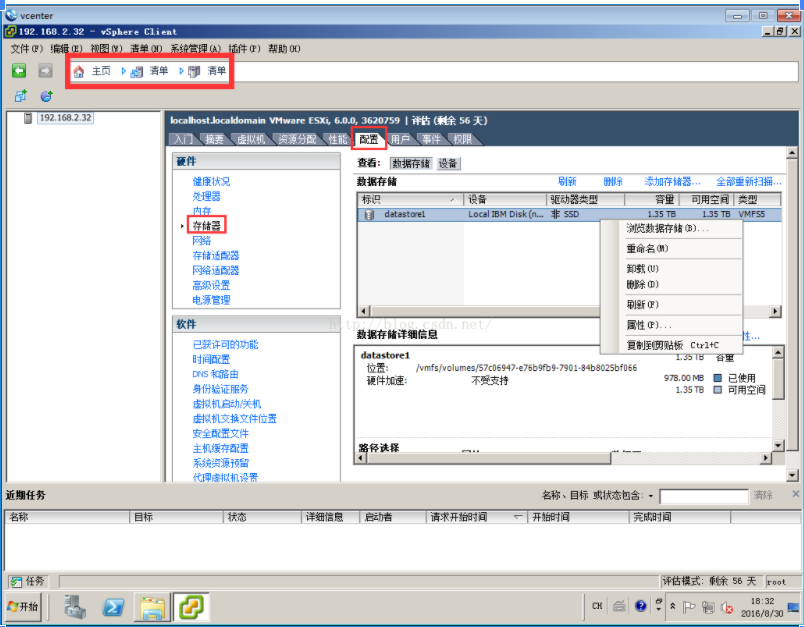 vcenter
192.168.2.32 - vSphere Client
文件(F) 编辑(E) 视图(V) 清单(N) 系统管理(A) 插件(P) 帮助(H)
主页 清单 清单
192.168.2.32
localhost.localdomain VMware ESXi, 6.0.0, 3620759 | 评估 (剩余 56 天)
入门 摘要 虚拟机 资源分配 性能 配置 用户 事件 权限
硬件
健康状况
处理器
内存
存储器
网络
存储适配器
网络适配器
高级设置
电源管理
软件
已获许可的功能
时间配置
DNS 和路由
身份验证服务
虚拟机启动/关机
虚拟机交换文件位置
安全配置文件
主机缓存配置
系统资源预留
代理虚拟机设置
查看: 数据存储 设备
数据存储 刷新 删除 添加存储器... 全部重新扫描...
标识 设备 驱动器类型 容量 可用空间 类型
datastore1 Local IBM Disk (n... 非 SSD 1.35 TB 1.35 TB VMFS5
浏览数据存储(B)...
重命名(M)
卸载(U)
删除(D)
刷新(F)
属性(P)...
复制到剪贴板 Ctrl+C
http://blog.csdn.net/
数据存储详细信息 性...
datastore1 1.35 TB 容量
位置: /vmfs/volumes/57c06947-e76b9fb9-7901-84b8025bf066
硬件加速: 不受支持 978.00 MB 已使用
1.35 TB 可用空间
路径选择
近期任务 名称、目标 或状态包含: 清除
名称 目标 状态 详细信息 启动者 请求开始时间 开始时间 完成时间
任务 评估模式: 剩余 56 天 root
开始 CH 18:32
2016/8/30